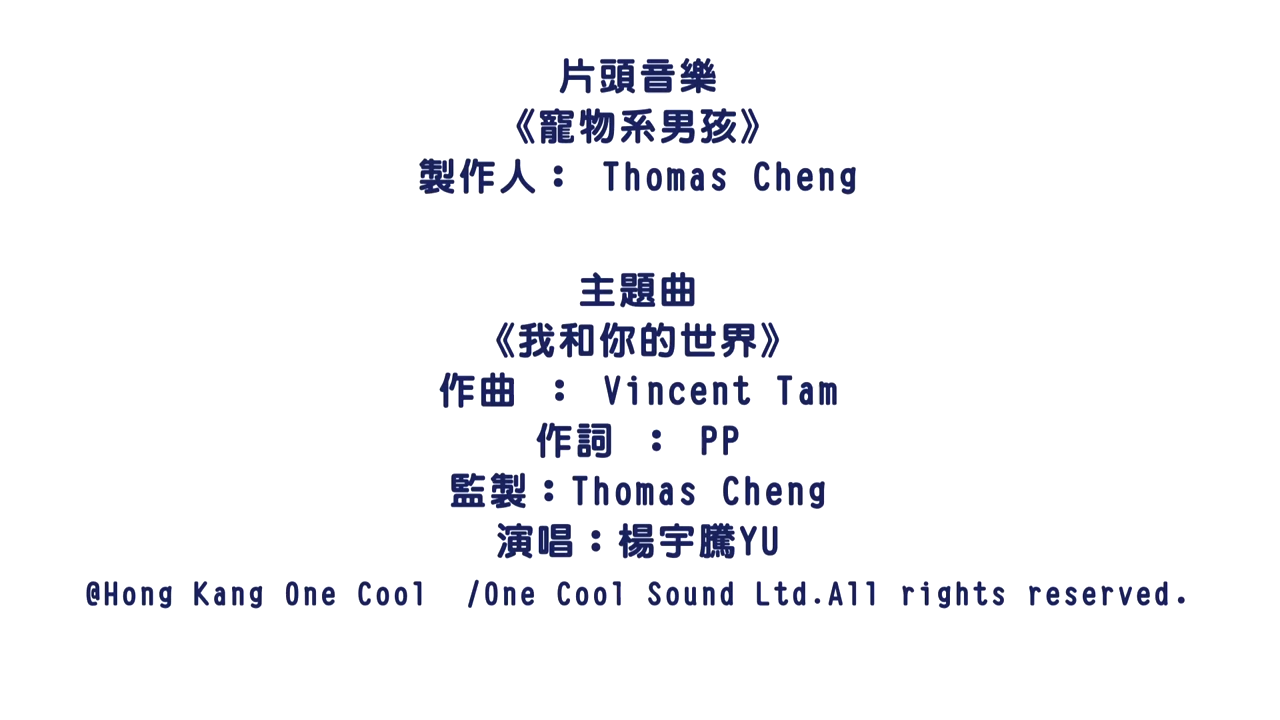 片頭音樂
《寵物系男孩》
製作人： Thomas Cheng
主題曲
《我和你的世界》
作曲 ： Vincent Tam
作詞 ： PP
監製：Thomas Cheng
演唱：楊宇騰YU
@Hong Kang One Cool  /One Cool Sound Ltd.All rights reserved.